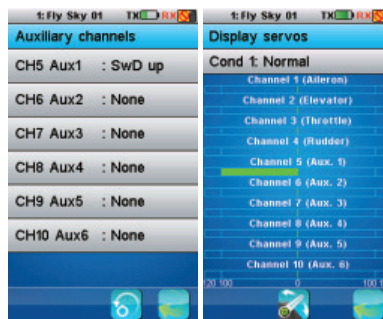 1: Fly Sky 01 TX RX
Auxiliary channels
CH5 Aux1 : SwD up
CH6 Aux2 : None
CH7 Aux3 : None
CH8 Aux4 : None
CH9 Aux5 : None
CH10 Aux6 : None
1: Fly Sky 01 TX RX
Display servos
Cond 1: Normal
Channel 1 (Aileron)
Channel 2 (Elevator)
Channel 3 (Throttle)
Channel 4 (Rudder)
Channel 5 (Aux. 1)
Channel 6 (Aux. 2)
Channel 7 (Aux. 3)
Channel 8 (Aux. 4)
Channel 9 (Aux. 5)
Channel 10 (Aux. 6)
100 0 100